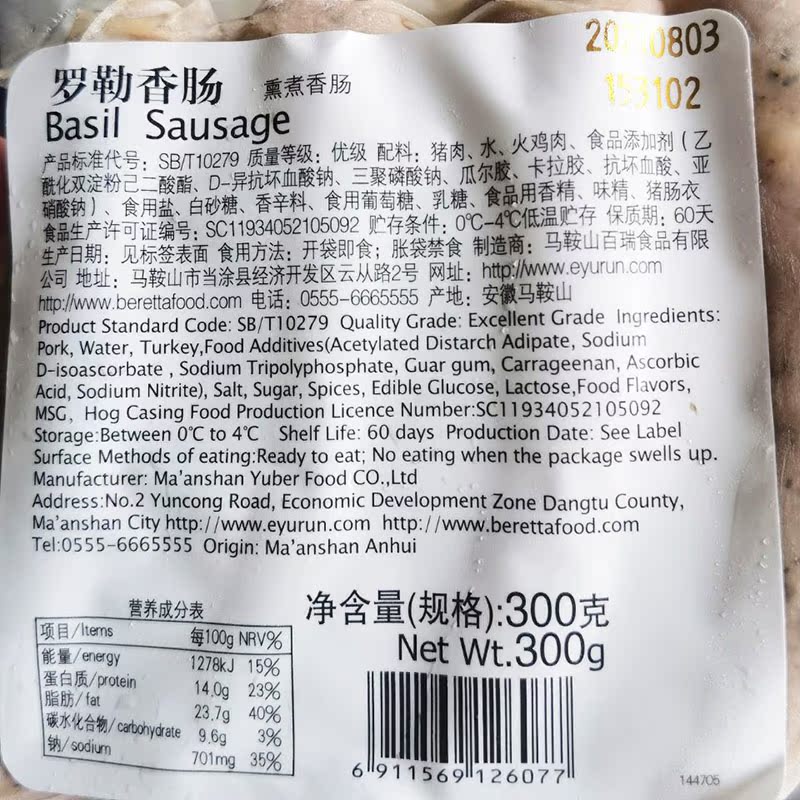 0803
罗勒香肠 熏煮香肠
102
Basil Sausage
产品标准代号：SB/T10279 质量等级：优级 配料：猪肉、水、火鸡肉、食品添加剂（乙
酰化双淀粉己二酸酯、D-异抗坏血酸钠、三聚磷酸钠、瓜尔胶、卡拉胶、抗坏血酸、亚
硝酸钠）、食用盐、白砂糖、香辛料、食用葡萄糖、乳糖、食品用香精、味精、猪肠衣
食品生产许可证编号：SC11934052105092 贮存条件：0℃-4℃低温贮存 保质期：60天
生产日期：见标签表面 食用方法：开袋即食；胀袋禁食 制造商：马鞍山百瑞食品有限
公司 地址：马鞍山市当涂县经济开发区云从路2号 网址：http://www.eyurun.com
http://www.berettafood.com 电话：0555-6665555 产地：安徽马鞍山
Product Standard Code: SB/T10279 Quality Grade: Excellent Grade Ingredients:
Pork, Water, Turkey,Food Additives(Acetylated Distarch Adipate, Sodium
D-isoascorbate , Sodium Tripolyphosphate, Guar gum, Carrageenan, Ascorbic
Acid, Sodium Nitrite), Salt, Sugar, Spices, Edible Glucose, Lactose,Food Flavors,
MSG, Hog Casing Food Production Licence Number:SC11934052105092
Storage:Between 0℃ to 4℃ Shelf Life: 60 days Production Date: See Label
Surface Methods of eating:Ready to eat; No eating when the package swells up.
Manufacturer: Ma'anshan Yuber Food CO.,Ltd
Address:No.2 Yuncong Road, Economic Development Zone Dangtu County,
Ma'anshan City http://www.eyurun.com http://www.berettafood.com
Tel:0555-6665555 Origin: Ma'anshan Anhui
营养成分表
项目/Items 每100g NRV%
能量/energy 1278kJ 15%
蛋白质/protein 14.0g 23%
脂肪/fat 23.7g 40%
碳水化合物/carbohydrate 9.6g 3%
钠/sodium 701mg 35%
净含量(规格):300克
Net Wt.300g
6 911569 126077
144705